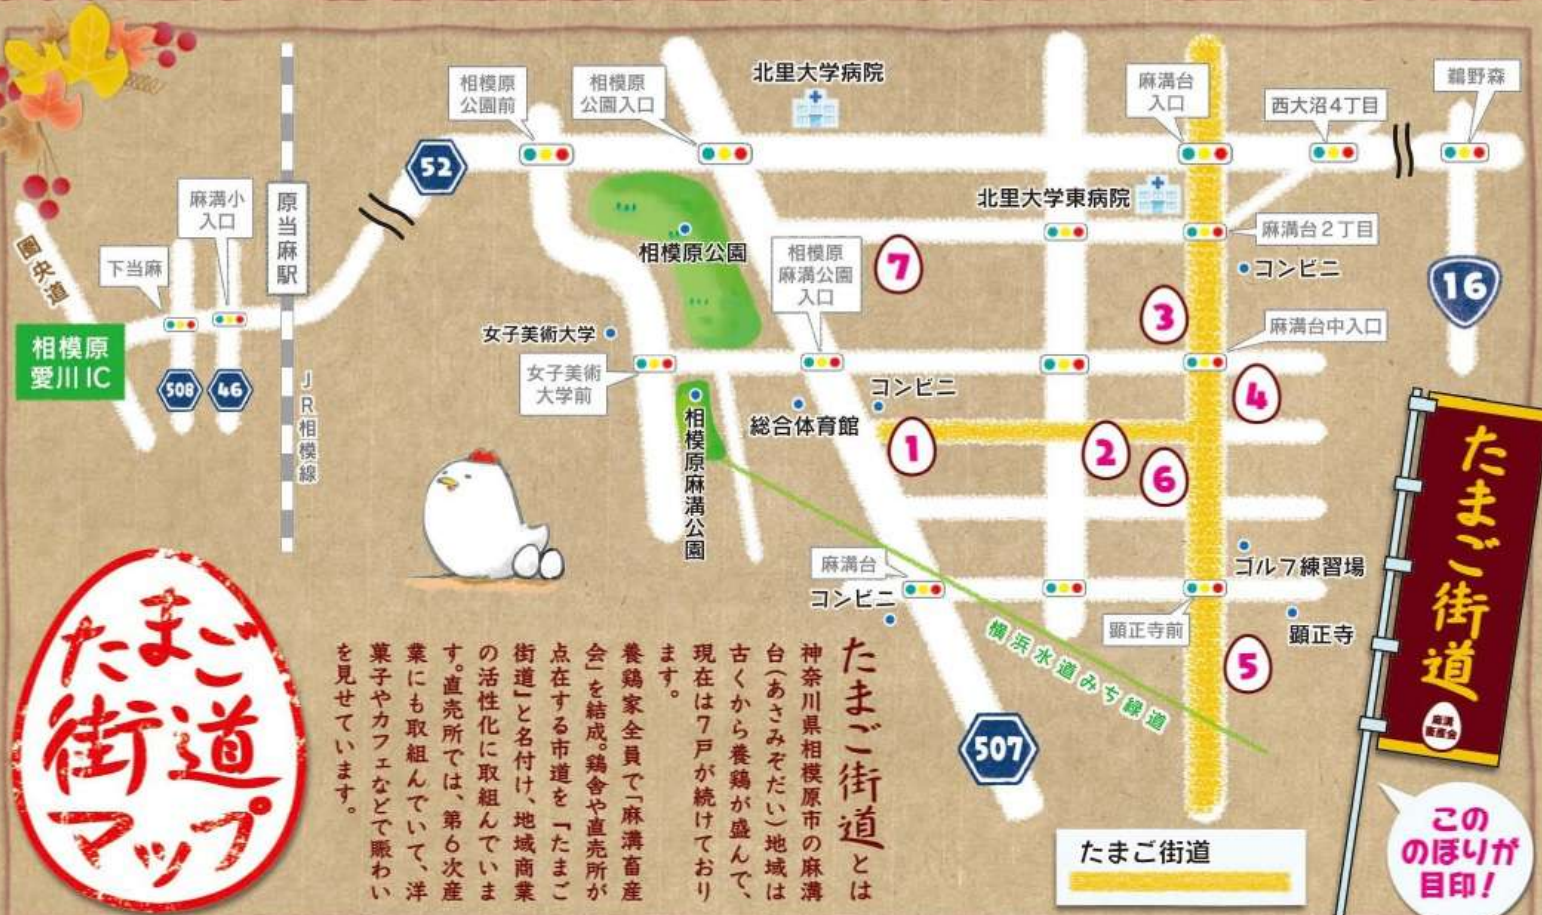 相模原
公園前
相模原
公園入口
北里大学病院
麻溝台
入口
西大沼4丁目
鵜野森
52
麻溝小
入口
原当麻駅
圏央道
下当麻
北里大学東病院
相模原公園
相模原
麻溝公園
入口
7
麻溝台2丁目
コンビニ
16
3
相模原
愛川IC
508
46
JR相模線
女子美術大学
女子美術
大学前
麻溝台中入口
コンビニ
総合体育館
4
1
2
6
相模原麻溝公園
麻溝台
コンビニ
ゴルフ練習場
顕正寺前
顕正寺
横浜水道みち緑道
5
507
たまご街道
麻溝
畜産会
この
のぼりが
目印!
たまご街道
たまご
街道
マップ
たまご街道とは
神奈川県相模原市の麻溝
台(あさみぞだい)地域は
古くから養鶏が盛んで、
現在は7戸が続けており
ます。
養鶏家全員で「麻溝畜産
会」を結成。鶏舎や直売所が
点在する市道を「たまご
街道」と名付け、地域商業
の活性化に取組んでいま
す。直売所では、第6次産
業にも取組んでいて、洋
菓子やカフェなどで賑わい
を見せています。